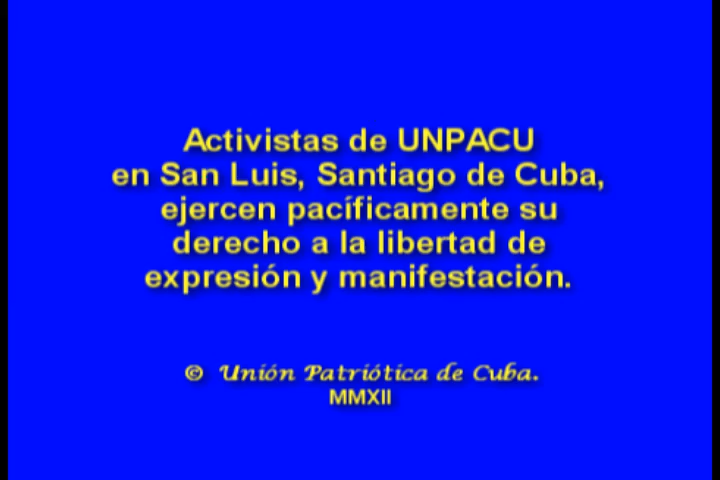 Activistas de UNPACU
en San Luis, Santiago de Cuba,
ejercen pacíficamente su
derecho a la libertad de
expresión y manifestación.
© Unión Patriótica de Cuba.
MMXII